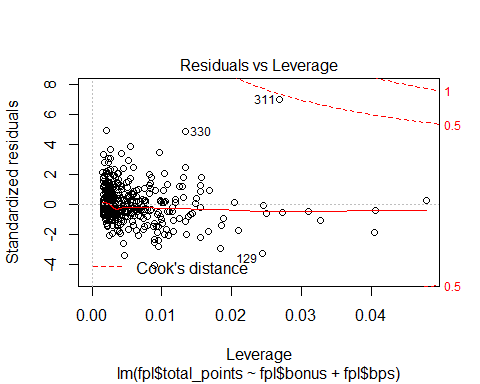 Residuals vs Leverage
Standardized residuals
8
6
4
2
0
-2
-4
311
330
129
1
0.5
0.5
Cook's distance
0.00 0.01 0.02 0.03 0.04
Leverage
lm(fpl$total_points ~ fpl$bonus + fpl$bps)